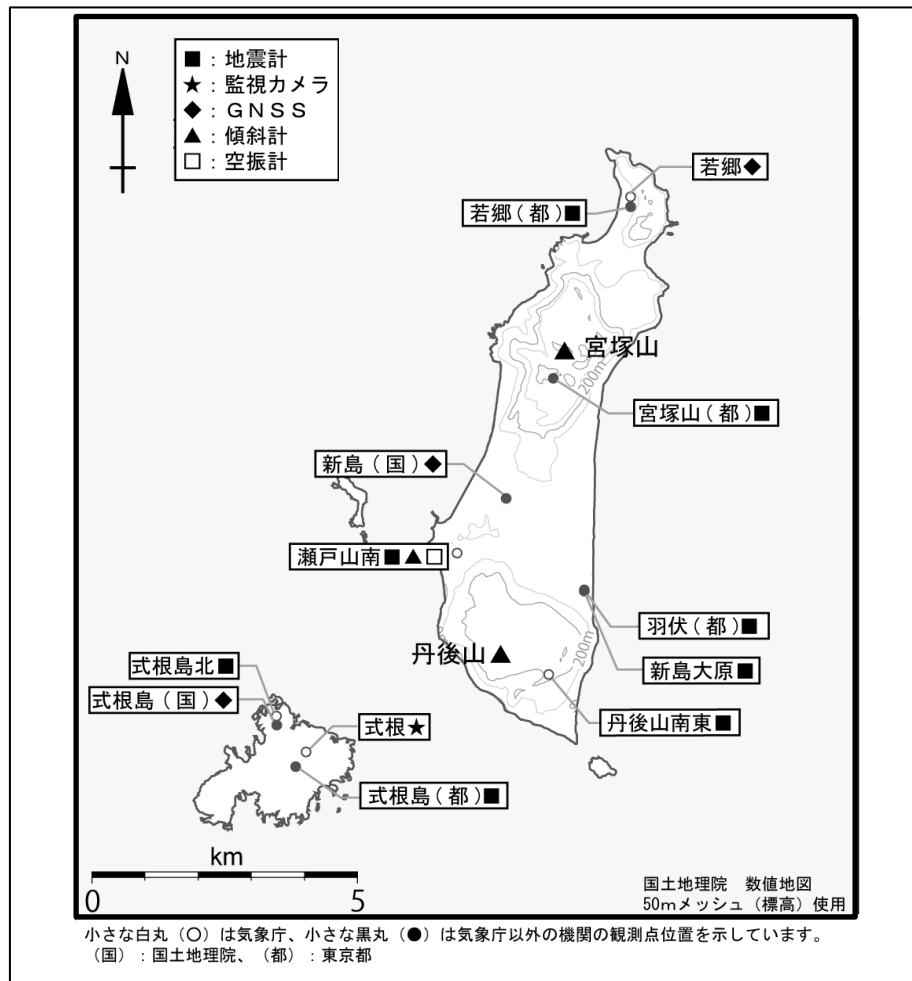 N
■：地震計
★：監視カメラ
◆：ＧＮＳＳ
▲：傾斜計
□：空振計
若郷◆
若郷(都)■
宮塚山
200m
宮塚山(都)■
新島(国)◆
瀬戸山南■▲□
羽伏(都)■
200m
丹後山
新島大原■
式根島北■
式根島(国)◆
丹後山南東■
式根★
式根島(都)■
km
0 5
国土地理院　数値地図
50mメッシュ（標高）使用
小さな白丸（○）は気象庁、小さな黒丸（●）は気象庁以外の機関の観測点位置を示しています。
（国）：国土地理院、（都）：東京都